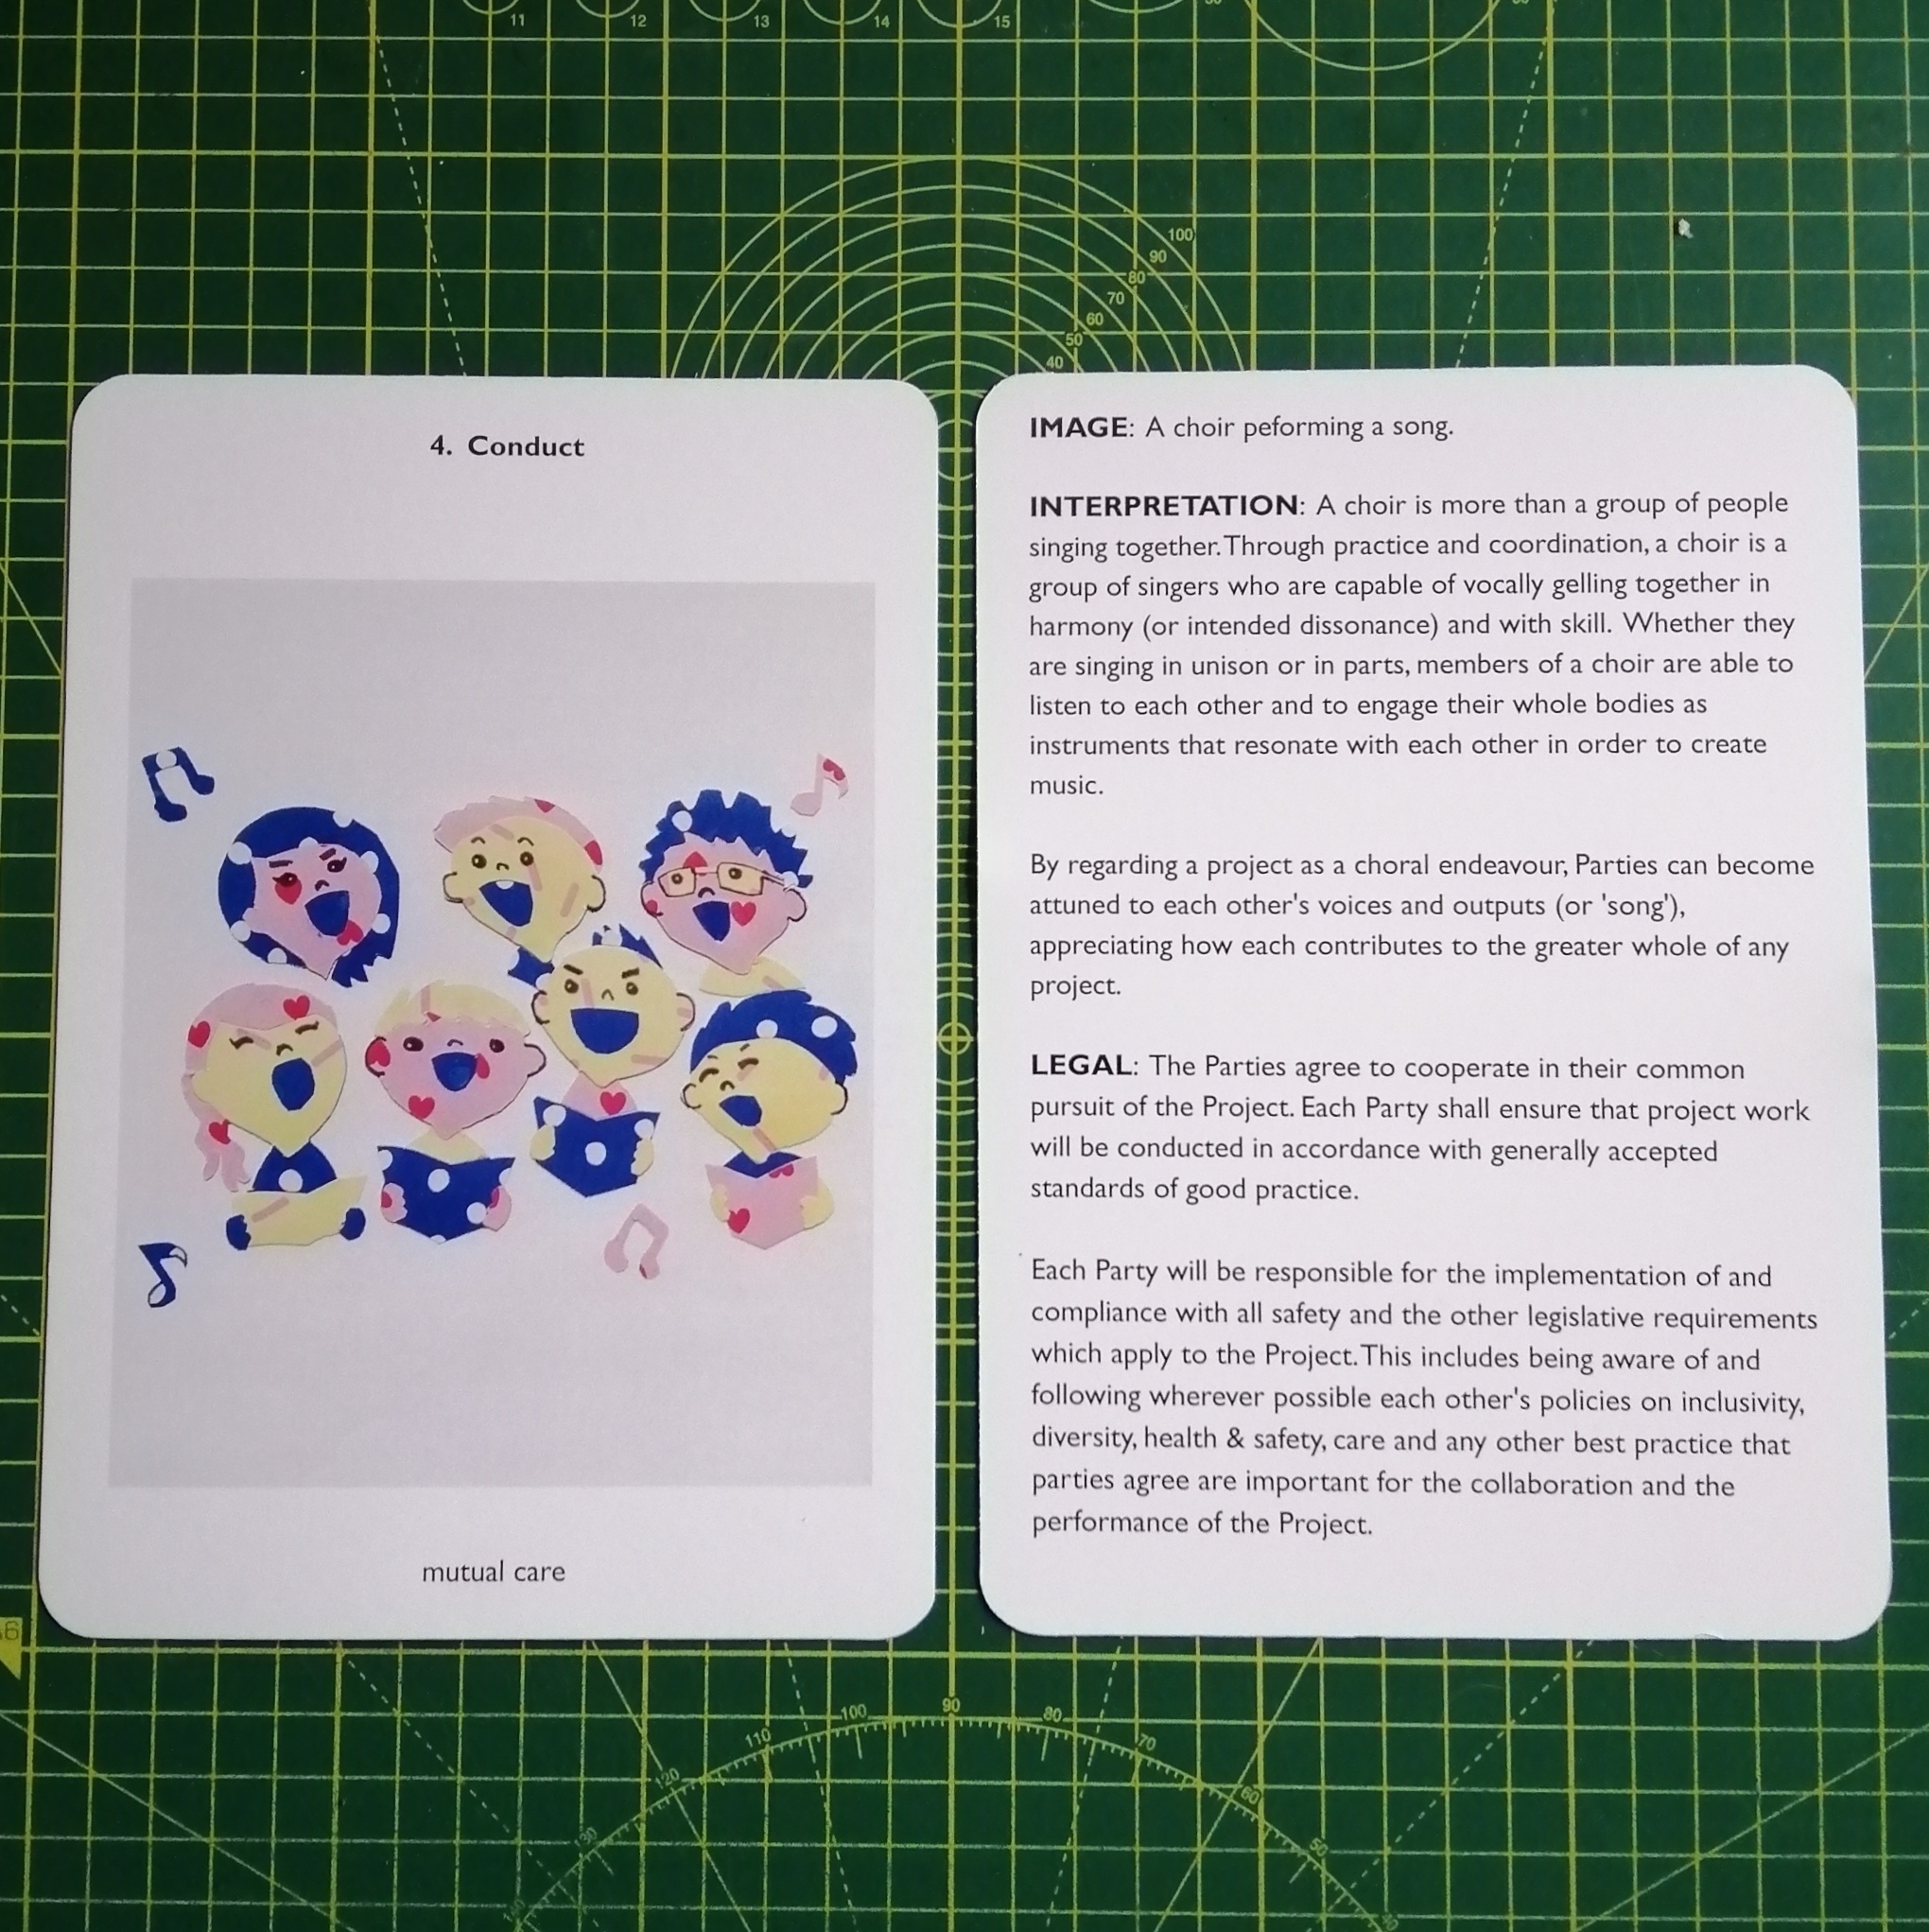 11 12 13 14 15
100
90
80
70
60
50
40
4. Conduct
mutual care
IMAGE: A choir peforming a song.
INTERPRETATION: A choir is more than a group of people
singing together. Through practice and coordination, a choir is a
group of singers who are capable of vocally gelling together in
harmony (or intended dissonance) and with skill. Whether they
are singing in unison or in parts, members of a choir are able to
listen to each other and to engage their whole bodies as
instruments that resonate with each other in order to create
music.
By regarding a project as a choral endeavour, Parties can become
attuned to each other's voices and outputs (or 'song'),
appreciating how each contributes to the greater whole of any
project.
LEGAL: The Parties agree to cooperate in their common
pursuit of the Project. Each Party shall ensure that project work
will be conducted in accordance with generally accepted
standards of good practice.
Each Party will be responsible for the implementation of and
compliance with all safety and the other legislative requirements
which apply to the Project. This includes being aware of and
following wherever possible each other's policies on inclusivity,
diversity, health & safety, care and any other best practice that
parties agree are important for the collaboration and the
performance of the Project.
130 120 110 100 90 80 70 60 50